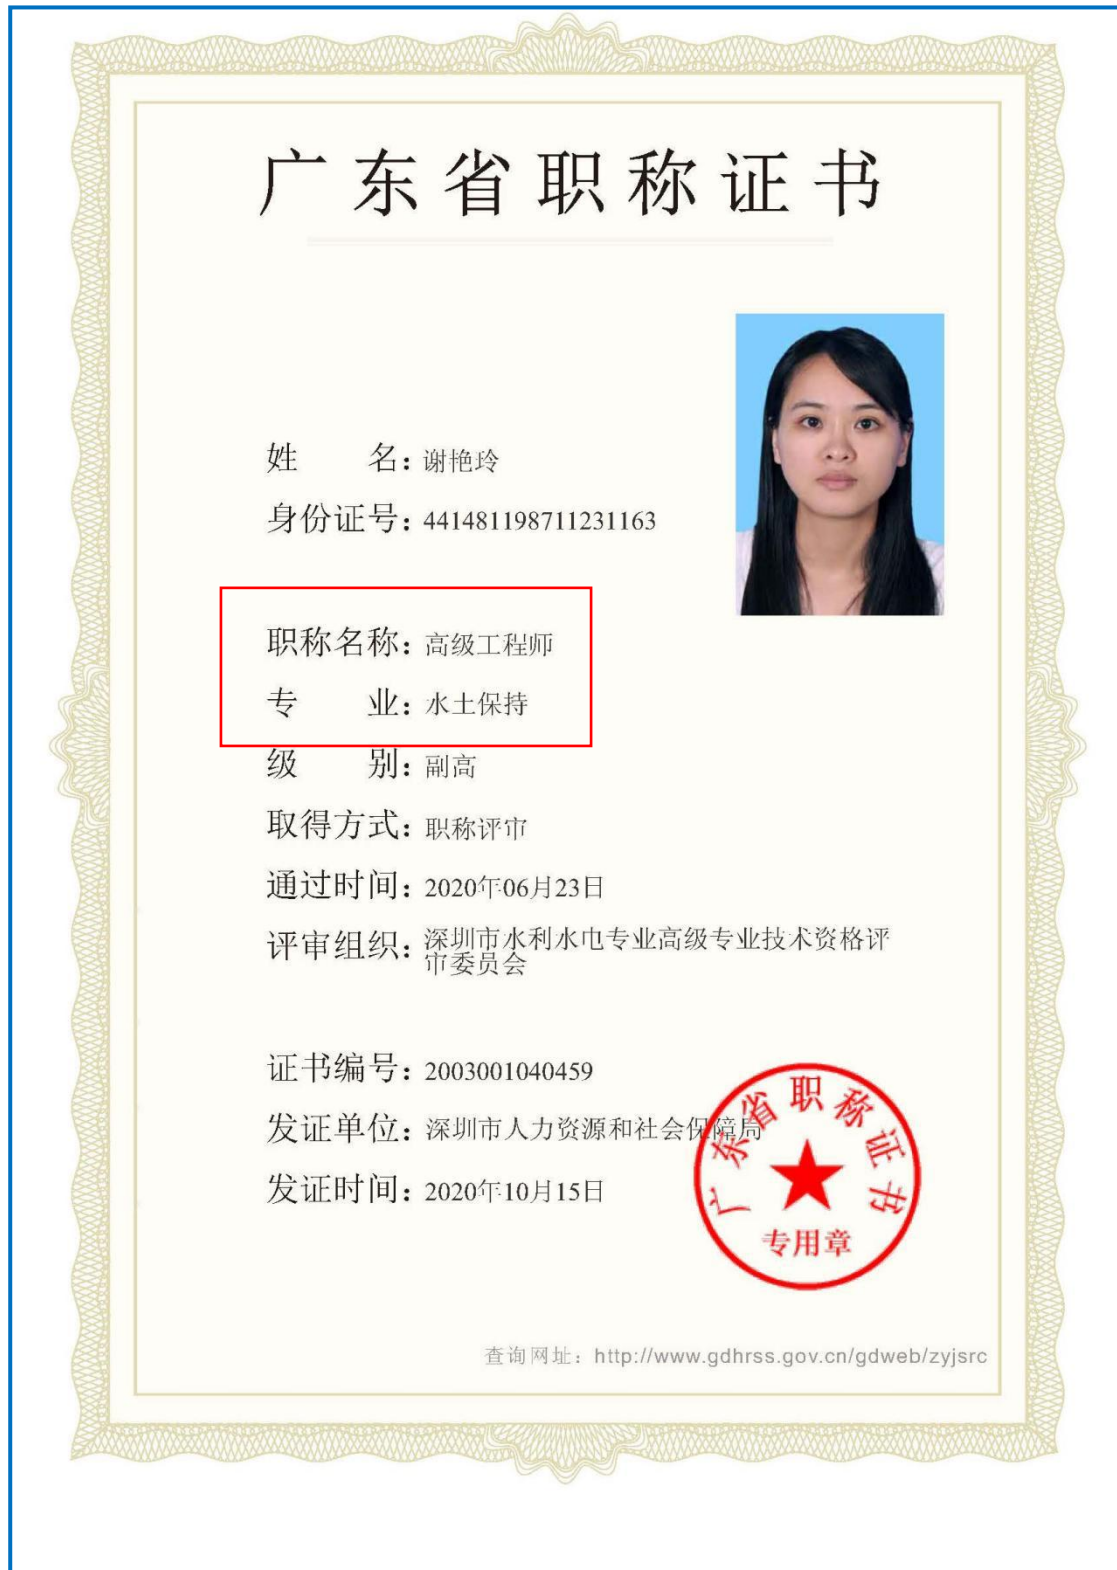 广东省职称证书
姓 名：谢艳玲
身份证号：441481198711231163
职称名称：高级工程师
专 业：水土保持
级 别：副高
取得方式：职称评审
通过时间：2020年06月23日
评审组织：深圳市水利水电专业高级专业技术资格评
审委员会
证书编号：2003001040459
发证单位：深圳市人力资源和社会保障局
发证时间：2020年10月15日
广东省职称证书
专用章
查询网址：http://www.gdhrss.gov.cn/gdweb/zyjsrc